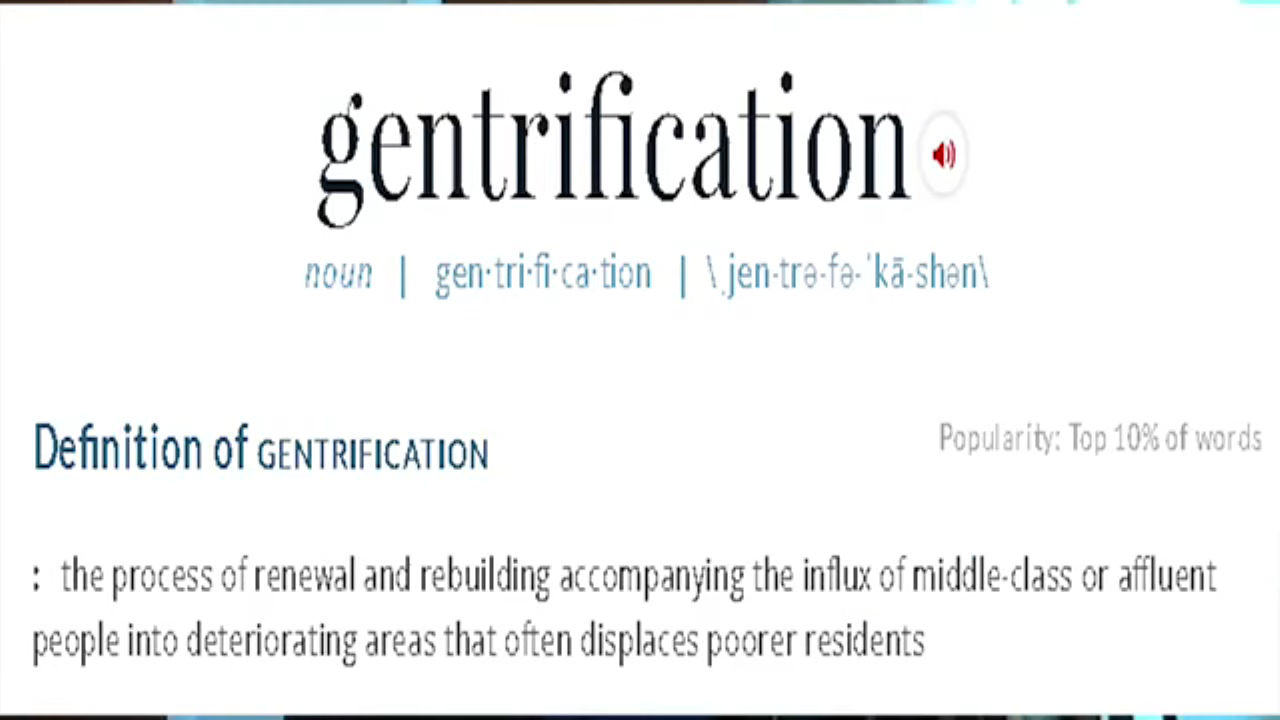 gentrification
noun | gen·tri·fi·ca·tion | \ ˌjen-trə-fə-ˈkā-shən\
Definition of GENTRIFICATION
Popularity: Top 10% of words
: the process of renewal and rebuilding accompanying the influx of middle-class or affluent
people into deteriorating areas that often displaces poorer residents